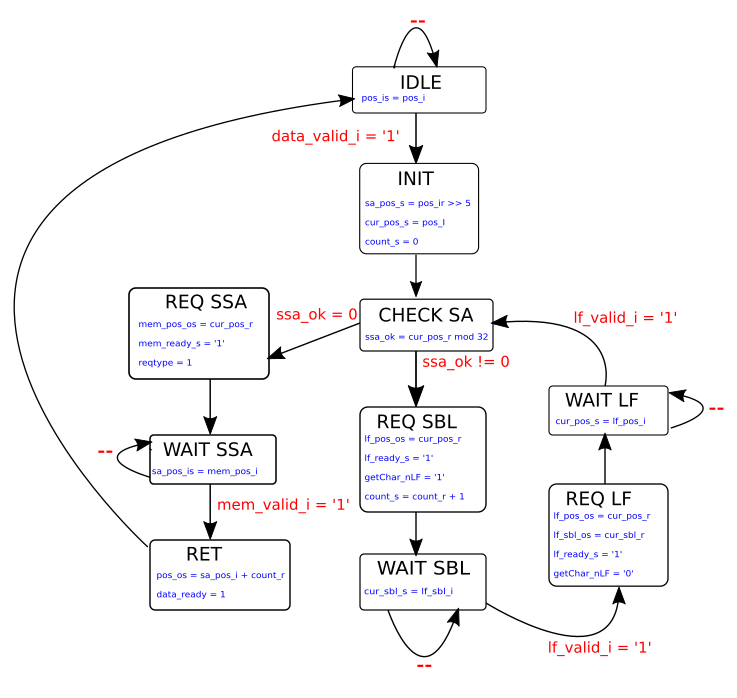 --
IDLE
pos_is = pos_i
data_valid_i = '1'
INIT
sa_pos_s = pos_ir >> 5
cur_pos_s = pos_I
count_s = 0
REQ SSA
mem_pos_os = cur_pos_r
mem_ready_s = '1'
reqtype = 1
ssa_ok = 0
CHECK SA
ssa_ok = cur_pos_r mod 32
lf_valid_i = '1'
ssa_ok != 0
WAIT LF
cur_pos_s = lf_pos_i
--
REQ SBL
lf_pos_os = cur_pos_r
lf_ready_s = '1'
getChar_nLF = '1'
count_s = count_r + 1
--
WAIT SSA
sa_pos_is = mem_pos_i
mem_valid_i = '1'
REQ LF
lf_pos_os = cur_pos_r
lf_sbl_os = cur_sbl_r
lf_ready_s = '1'
getChar_nLF = '0'
RET
pos_os = sa_pos_i + count_r
data_ready = 1
WAIT SBL
cur_sbl_s = lf_sbl_i
lf_valid_i = '1'
--